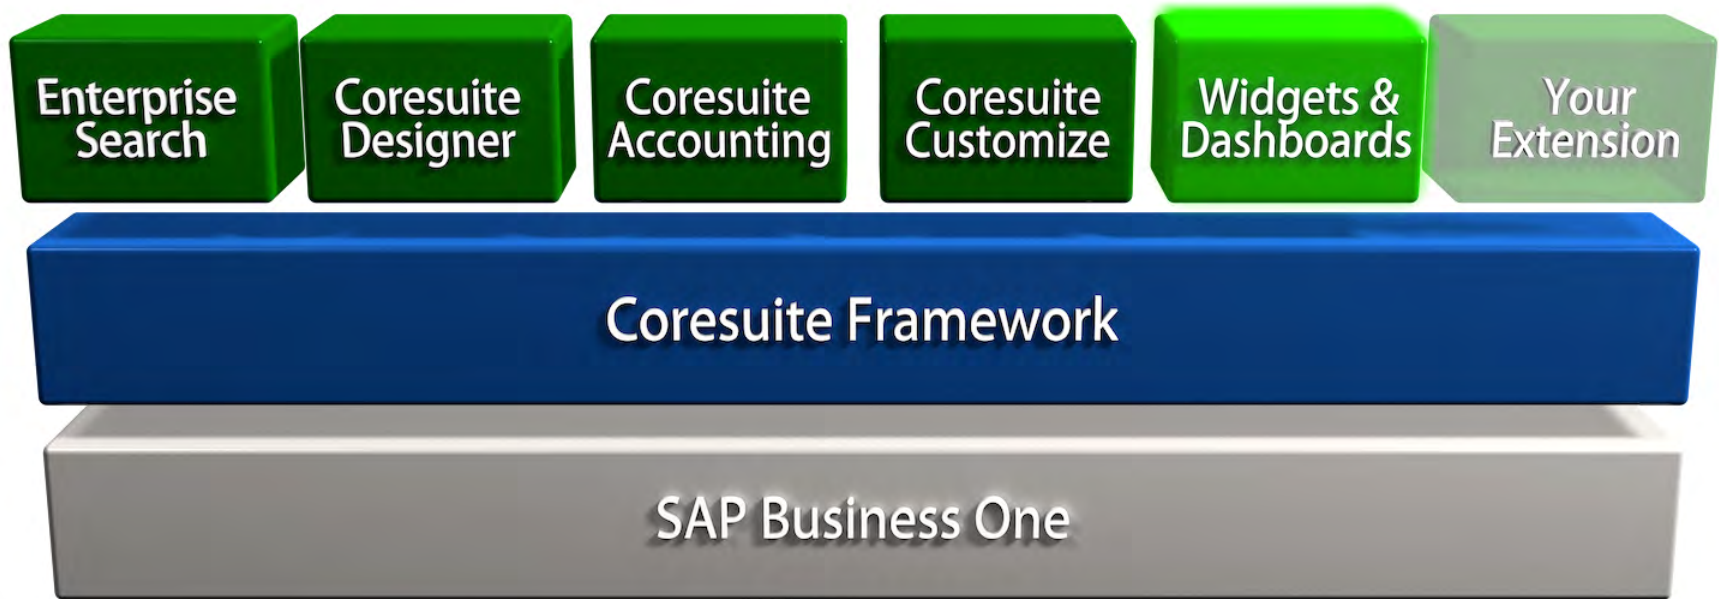 Enterprise
Search
Coresuite
Designer
Coresuite
Accounting
Coresuite
Customize
Widgets &
Dashboards
Your
Extension
Coresuite Framework
SAP Business One